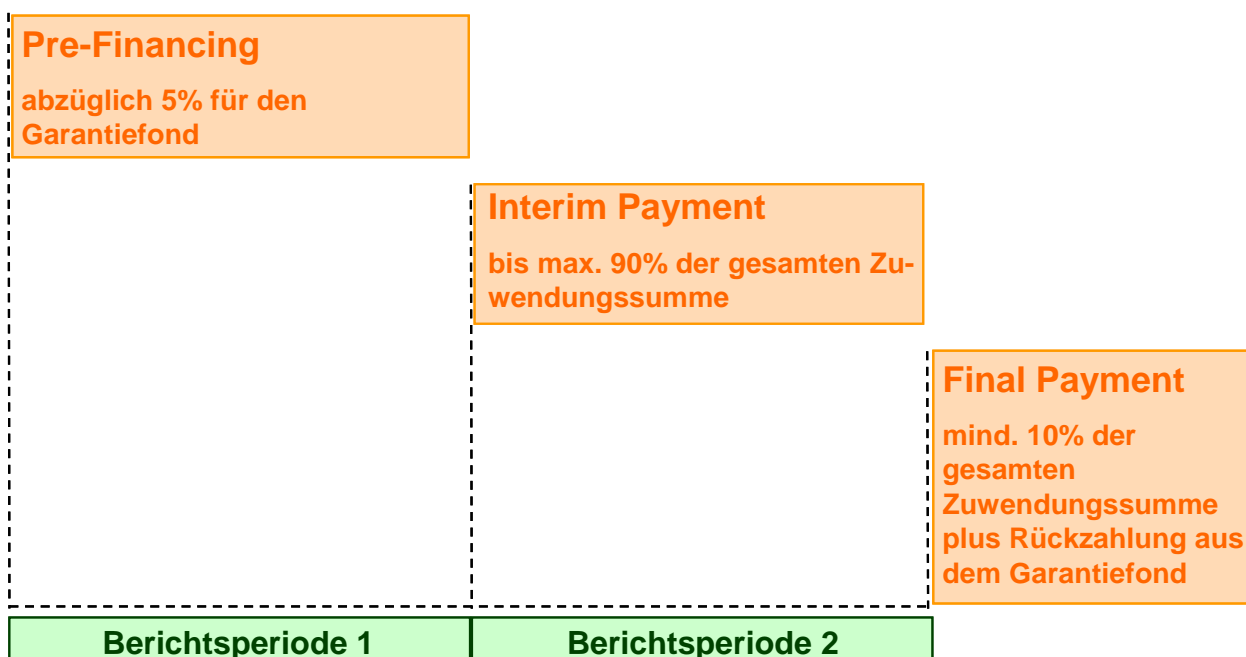 Pre-Financing
abzüglich 5% für den
Garantiefond
Interim Payment
bis max. 90% der gesamten Zu-
wendungssumme
Final Payment
mind. 10% der
gesamten
Zuwendungssumme
plus Rückzahlung aus
dem Garantiefond
Berichtsperiode 1
Berichtsperiode 2